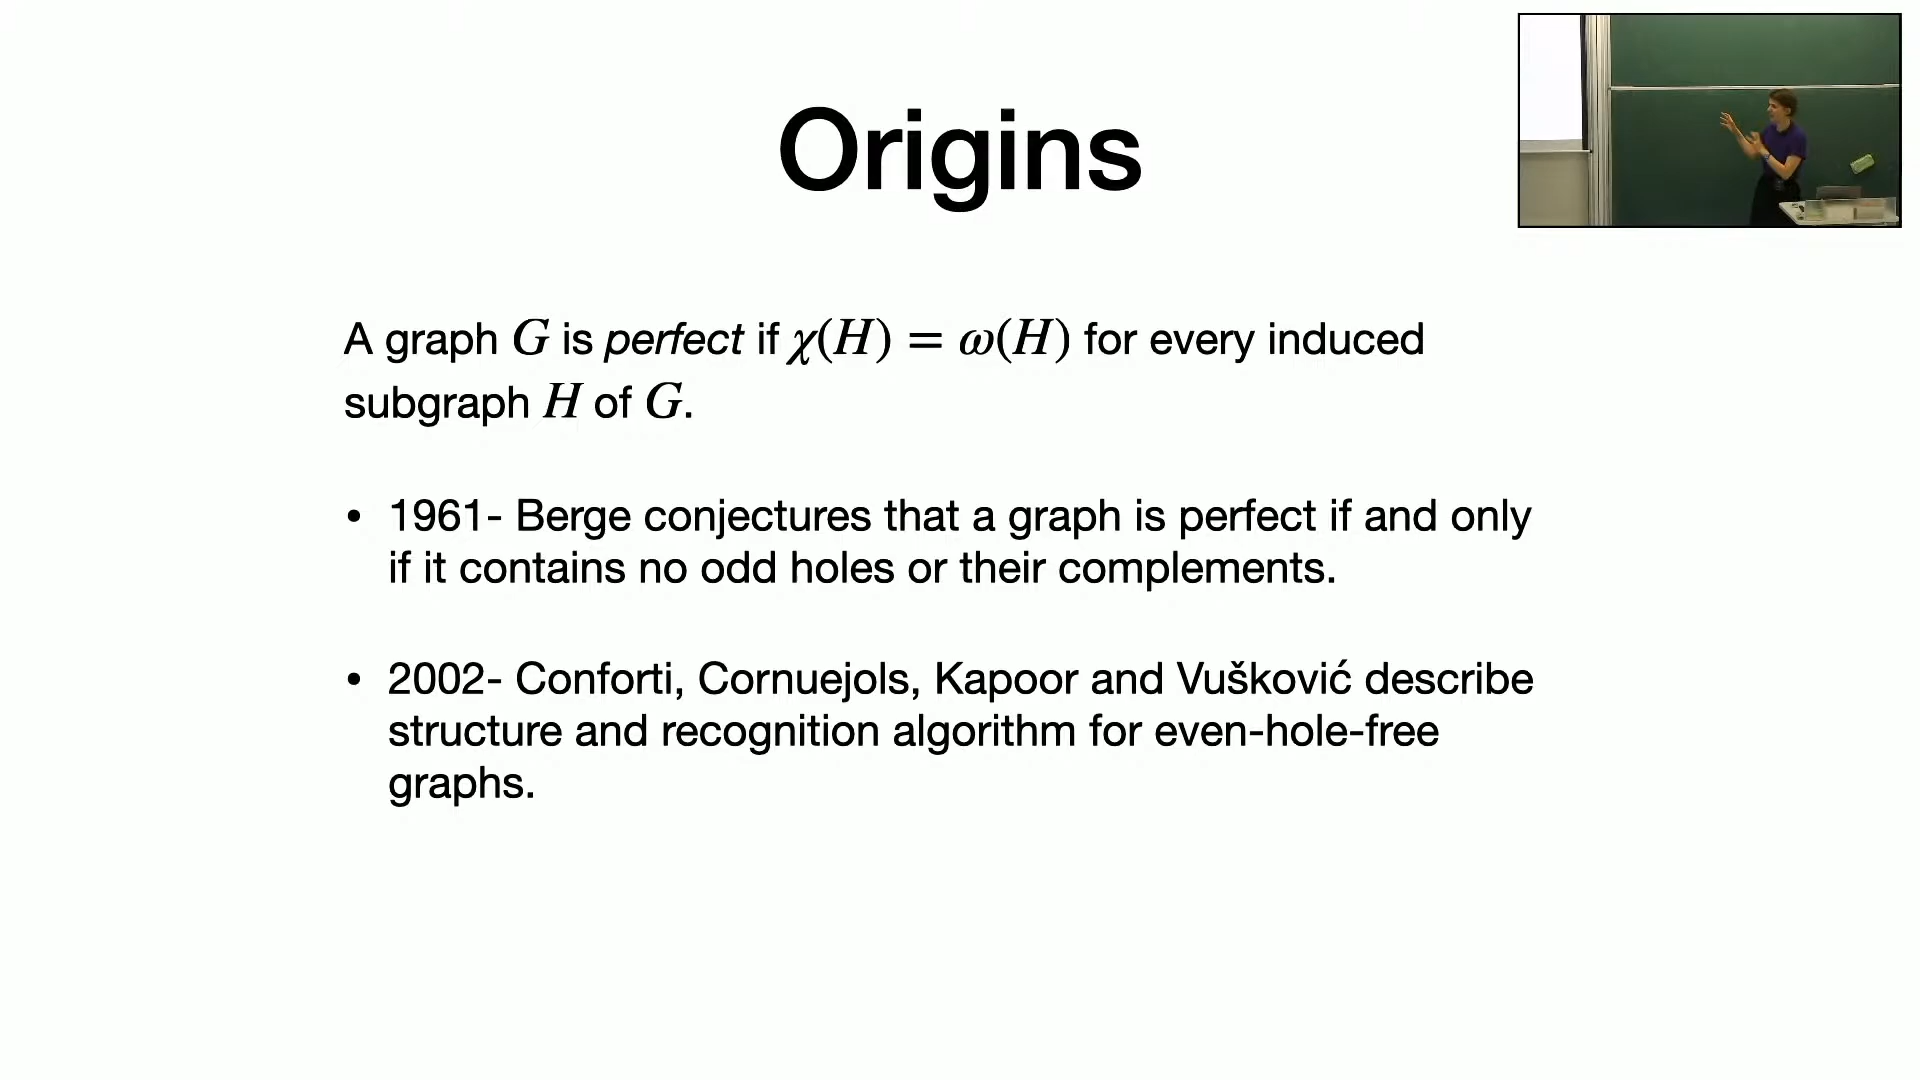 Origins
A graph G is perfect if χ(H) = ω(H) for every induced
subgraph H of G.
• 1961- Berge conjectures that a graph is perfect if and only
if it contains no odd holes or their complements.
• 2002- Conforti, Cornuejols, Kapoor and Vušković describe
structure and recognition algorithm for even-hole-free
graphs.